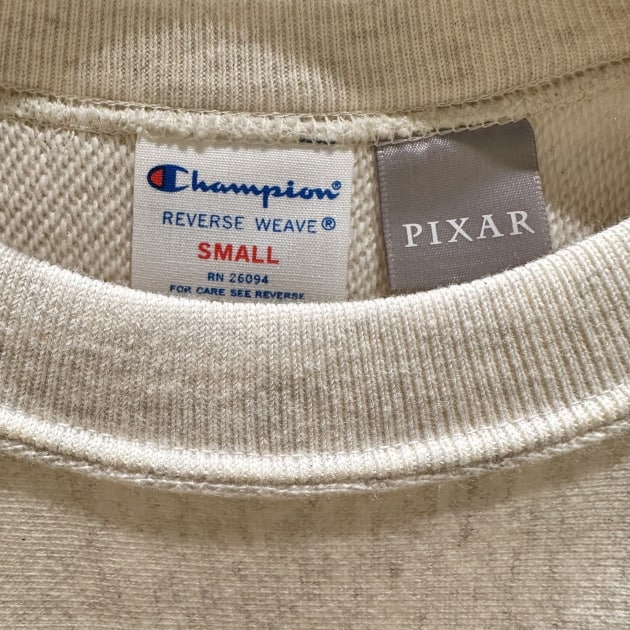 Champion®
REVERSE WEAVE®
SMALL
RN 26094
FOR CARE SEE REVERSE
PIXAR